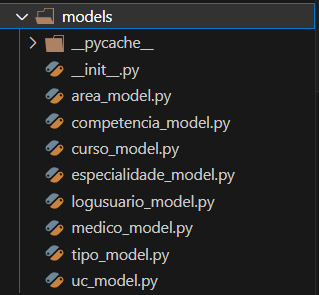 models
__pycache__
__init__.py
area_model.py
competencia_model.py
curso_model.py
especialidade_model.py
logusuario_model.py
medico_model.py
tipo_model.py
uc_model.py